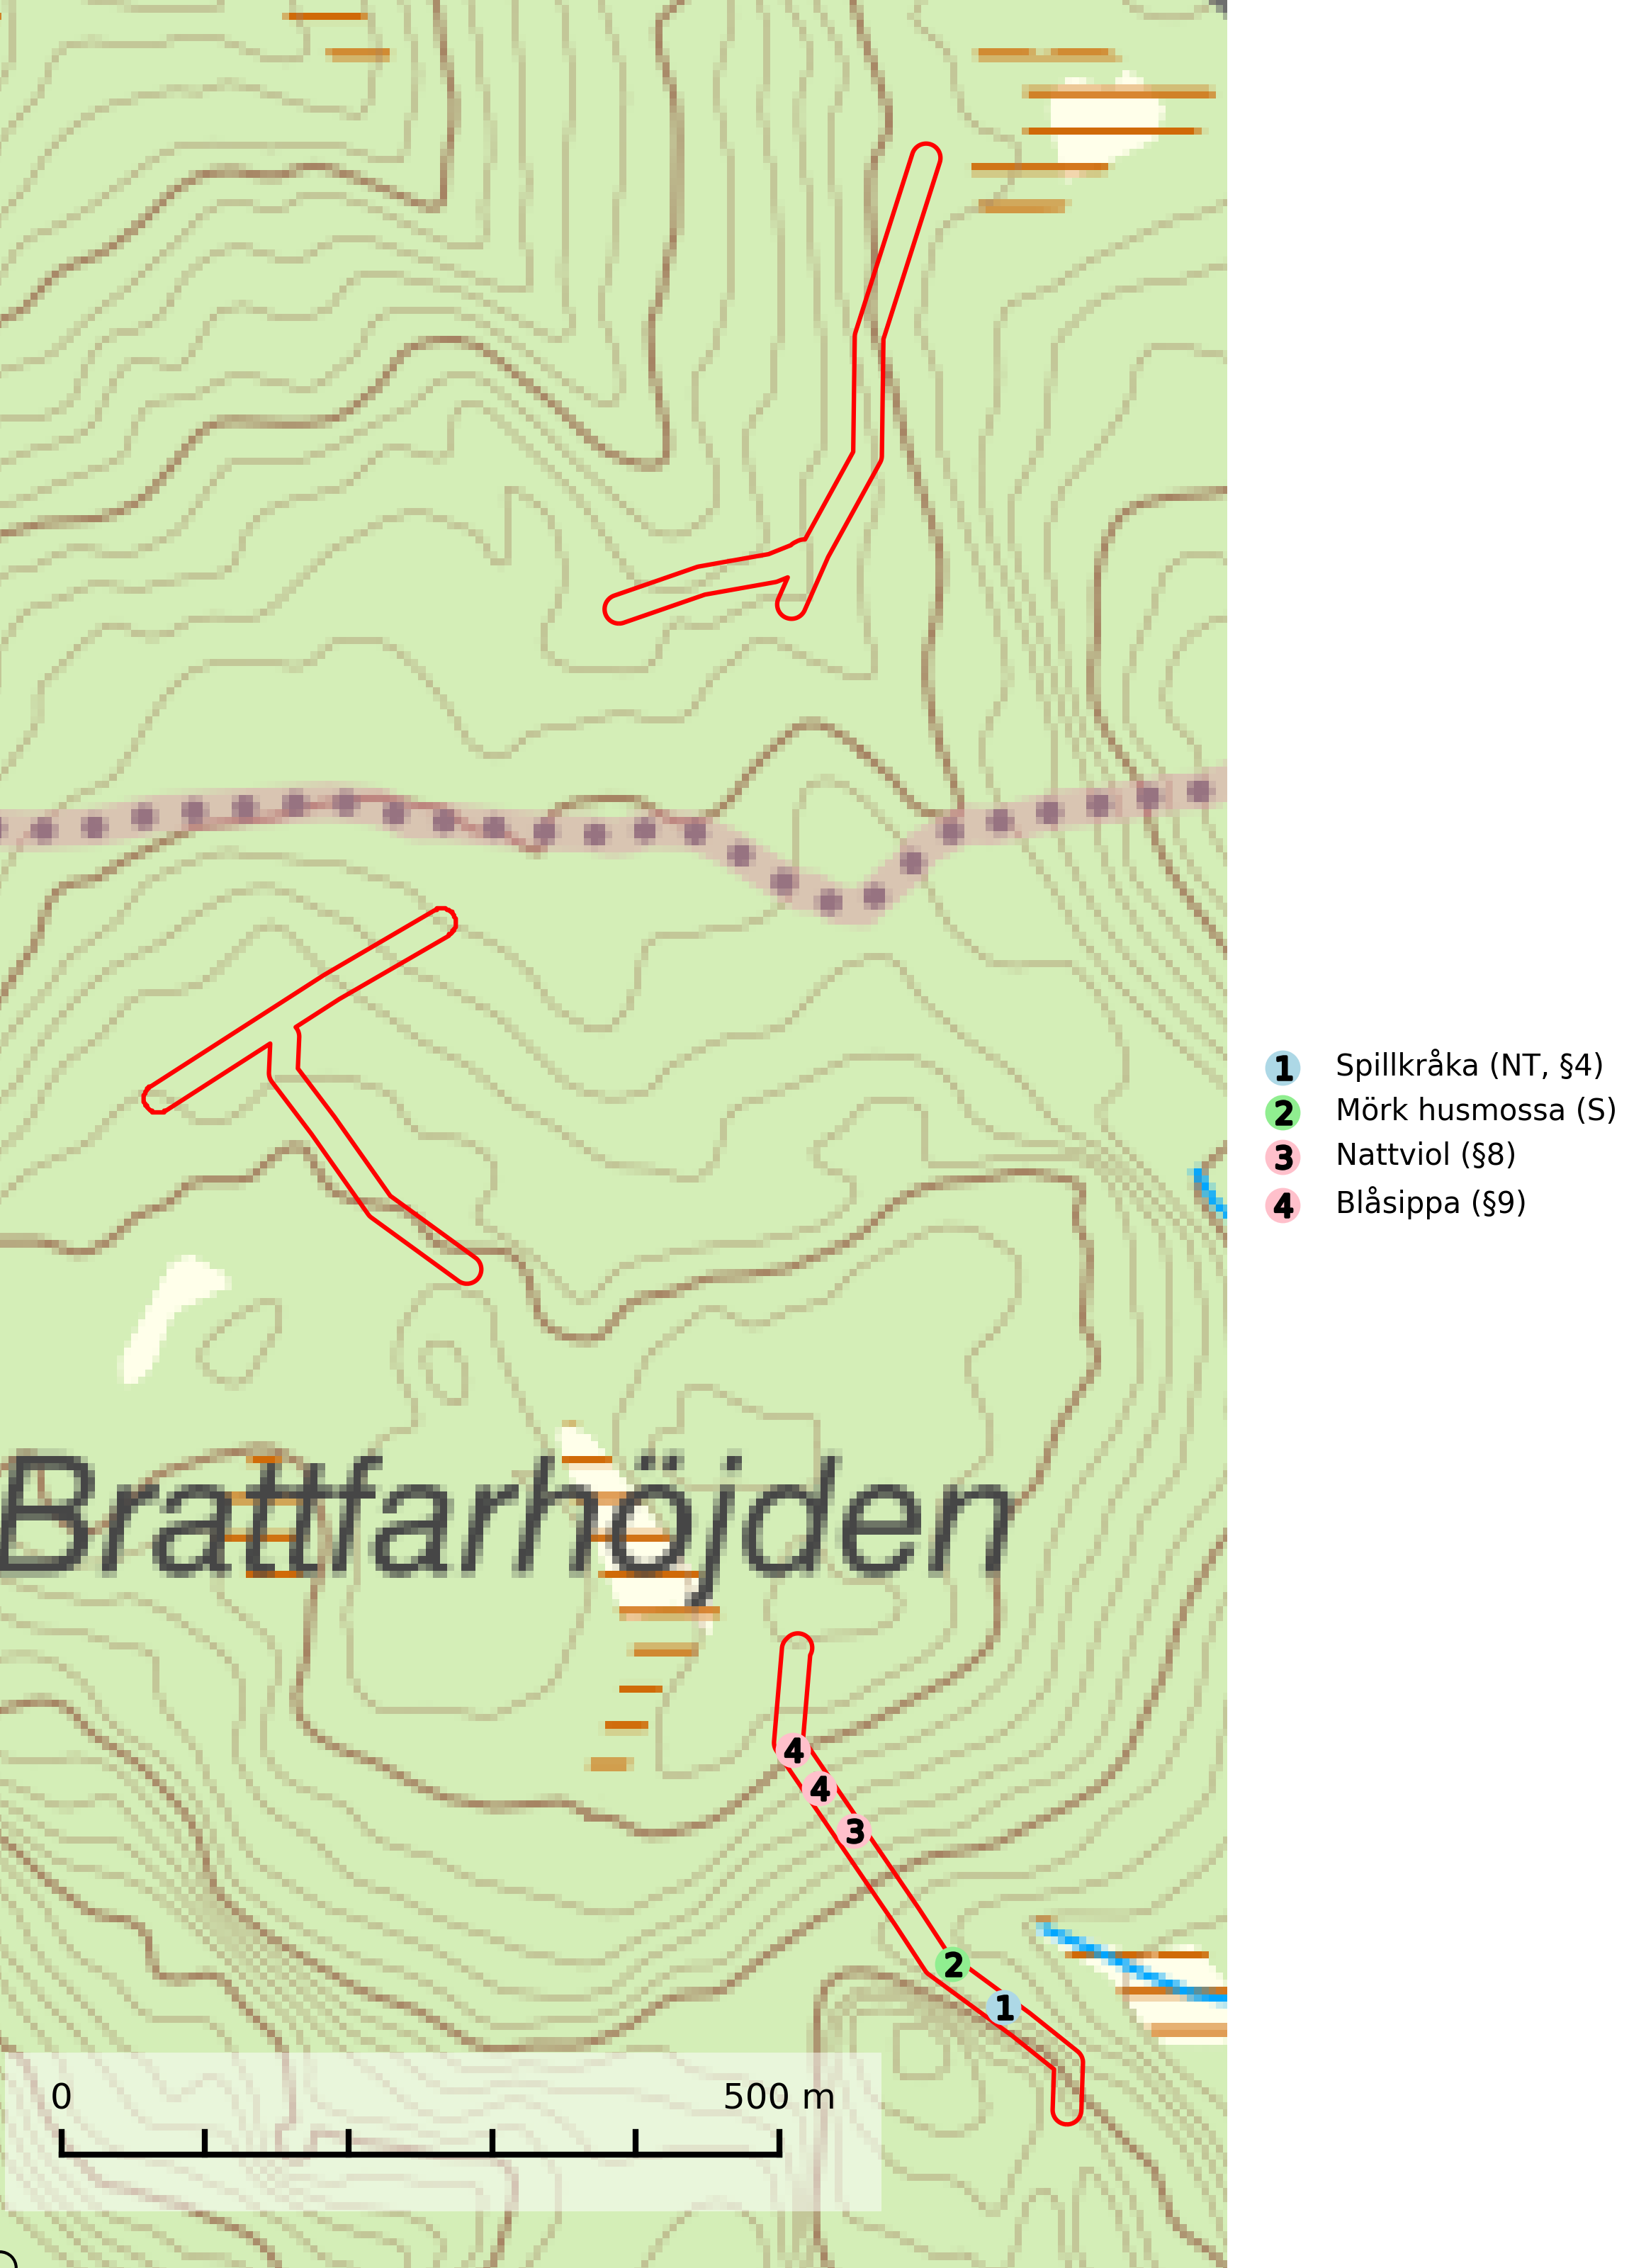 1 Spillkråka (NT, §4)
2 Mörk husmossa (S)
3 Nattviol (§8)
4 Blåsippa (§9)
Brattfarhöjden
4
4
3
2
1
0 500 m